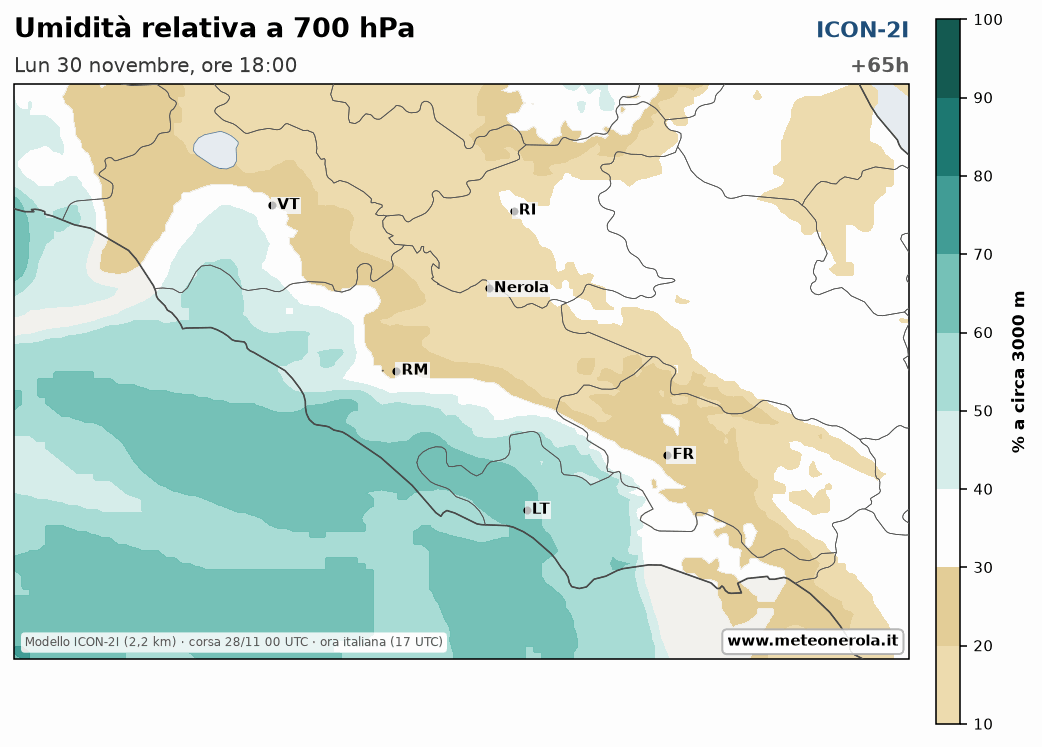 Umidità relativa a 700 hPa
ICON-2I
Lun 30 novembre, ore 18:00
+65h
VT
RI
Nerola
RM
FR
LT
Modello ICON-2I (2,2 km) · corsa 28/11 00 UTC · ora italiana (17 UTC)
www.meteonerola.it
100
90
80
70
60
50
40
30
20
10
% a circa 3000 m